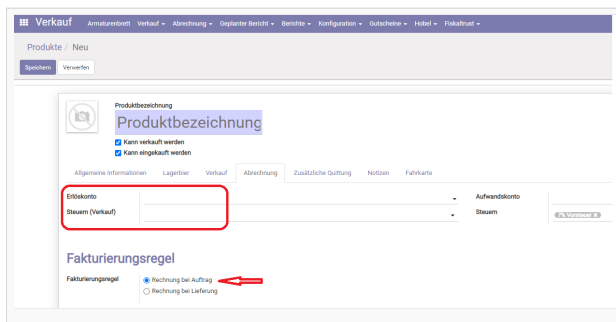 Verkauf Armaturenbrett Verkauf Abrechnung Geplanter Bericht Berichte Konfiguration Gutscheine Hobel Fiskaltrust
Produkte / Neu
Speichern Verwerfen
Produktbezeichnung
Produktbezeichnung
Kann verkauft werden
Kann eingekauft werden
Allgemeine Informationen Lagerbier Verkauf Abrechnung Zusätzliche Quittung Notizen Fahrkarte
Erlöskonto Aufwandskonto
Steuern (Verkauf) Steuern
Vorsteuer
Fakturierungsregel
Fakturierungsregel Rechnung bei Auftrag
Rechnung bei Lieferung